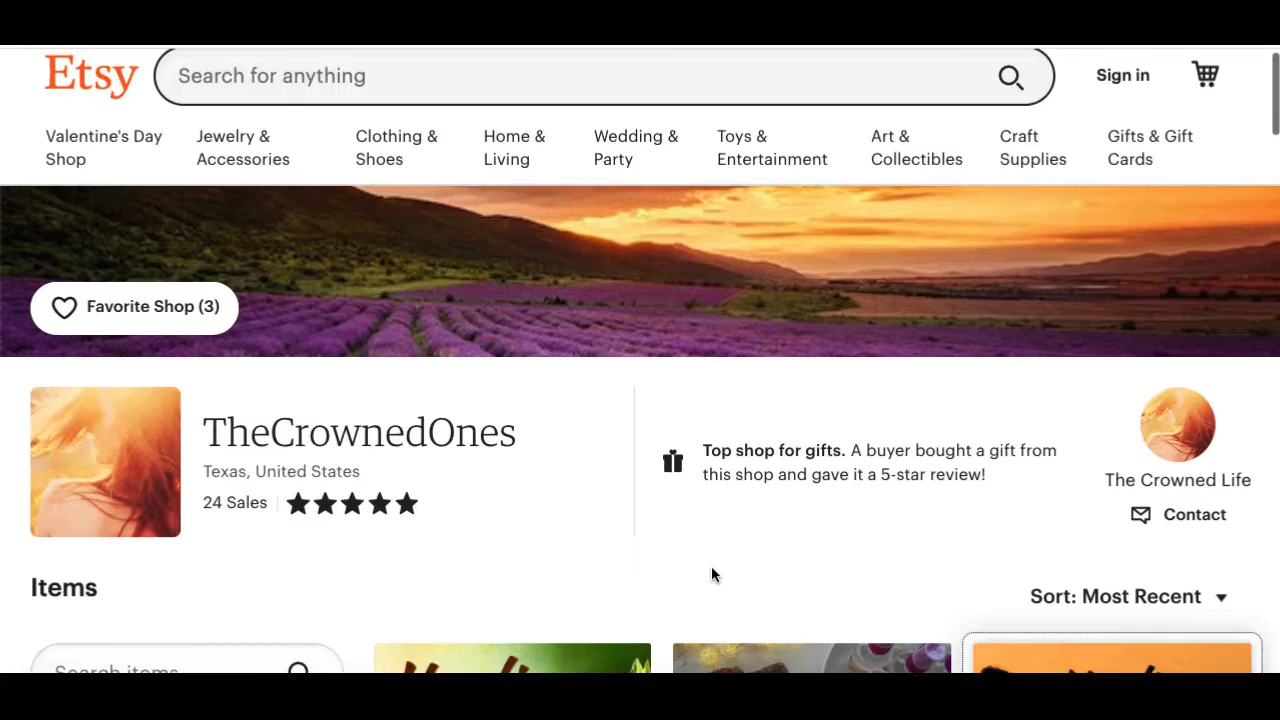 Etsy
Search for anything
Sign in
Valentine's Day
Shop
Jewelry &
Accessories
Clothing &
Shoes
Home &
Living
Wedding &
Party
Toys &
Entertainment
Art &
Collectibles
Craft
Supplies
Gifts & Gift
Cards
Favorite Shop (3)
TheCrownedOnes
Texas, United States
24 Sales
Top shop for gifts. A buyer bought a gift from
this shop and gave it a 5-star review!
The Crowned Life
Contact
Items
Sort: Most Recent
Search items